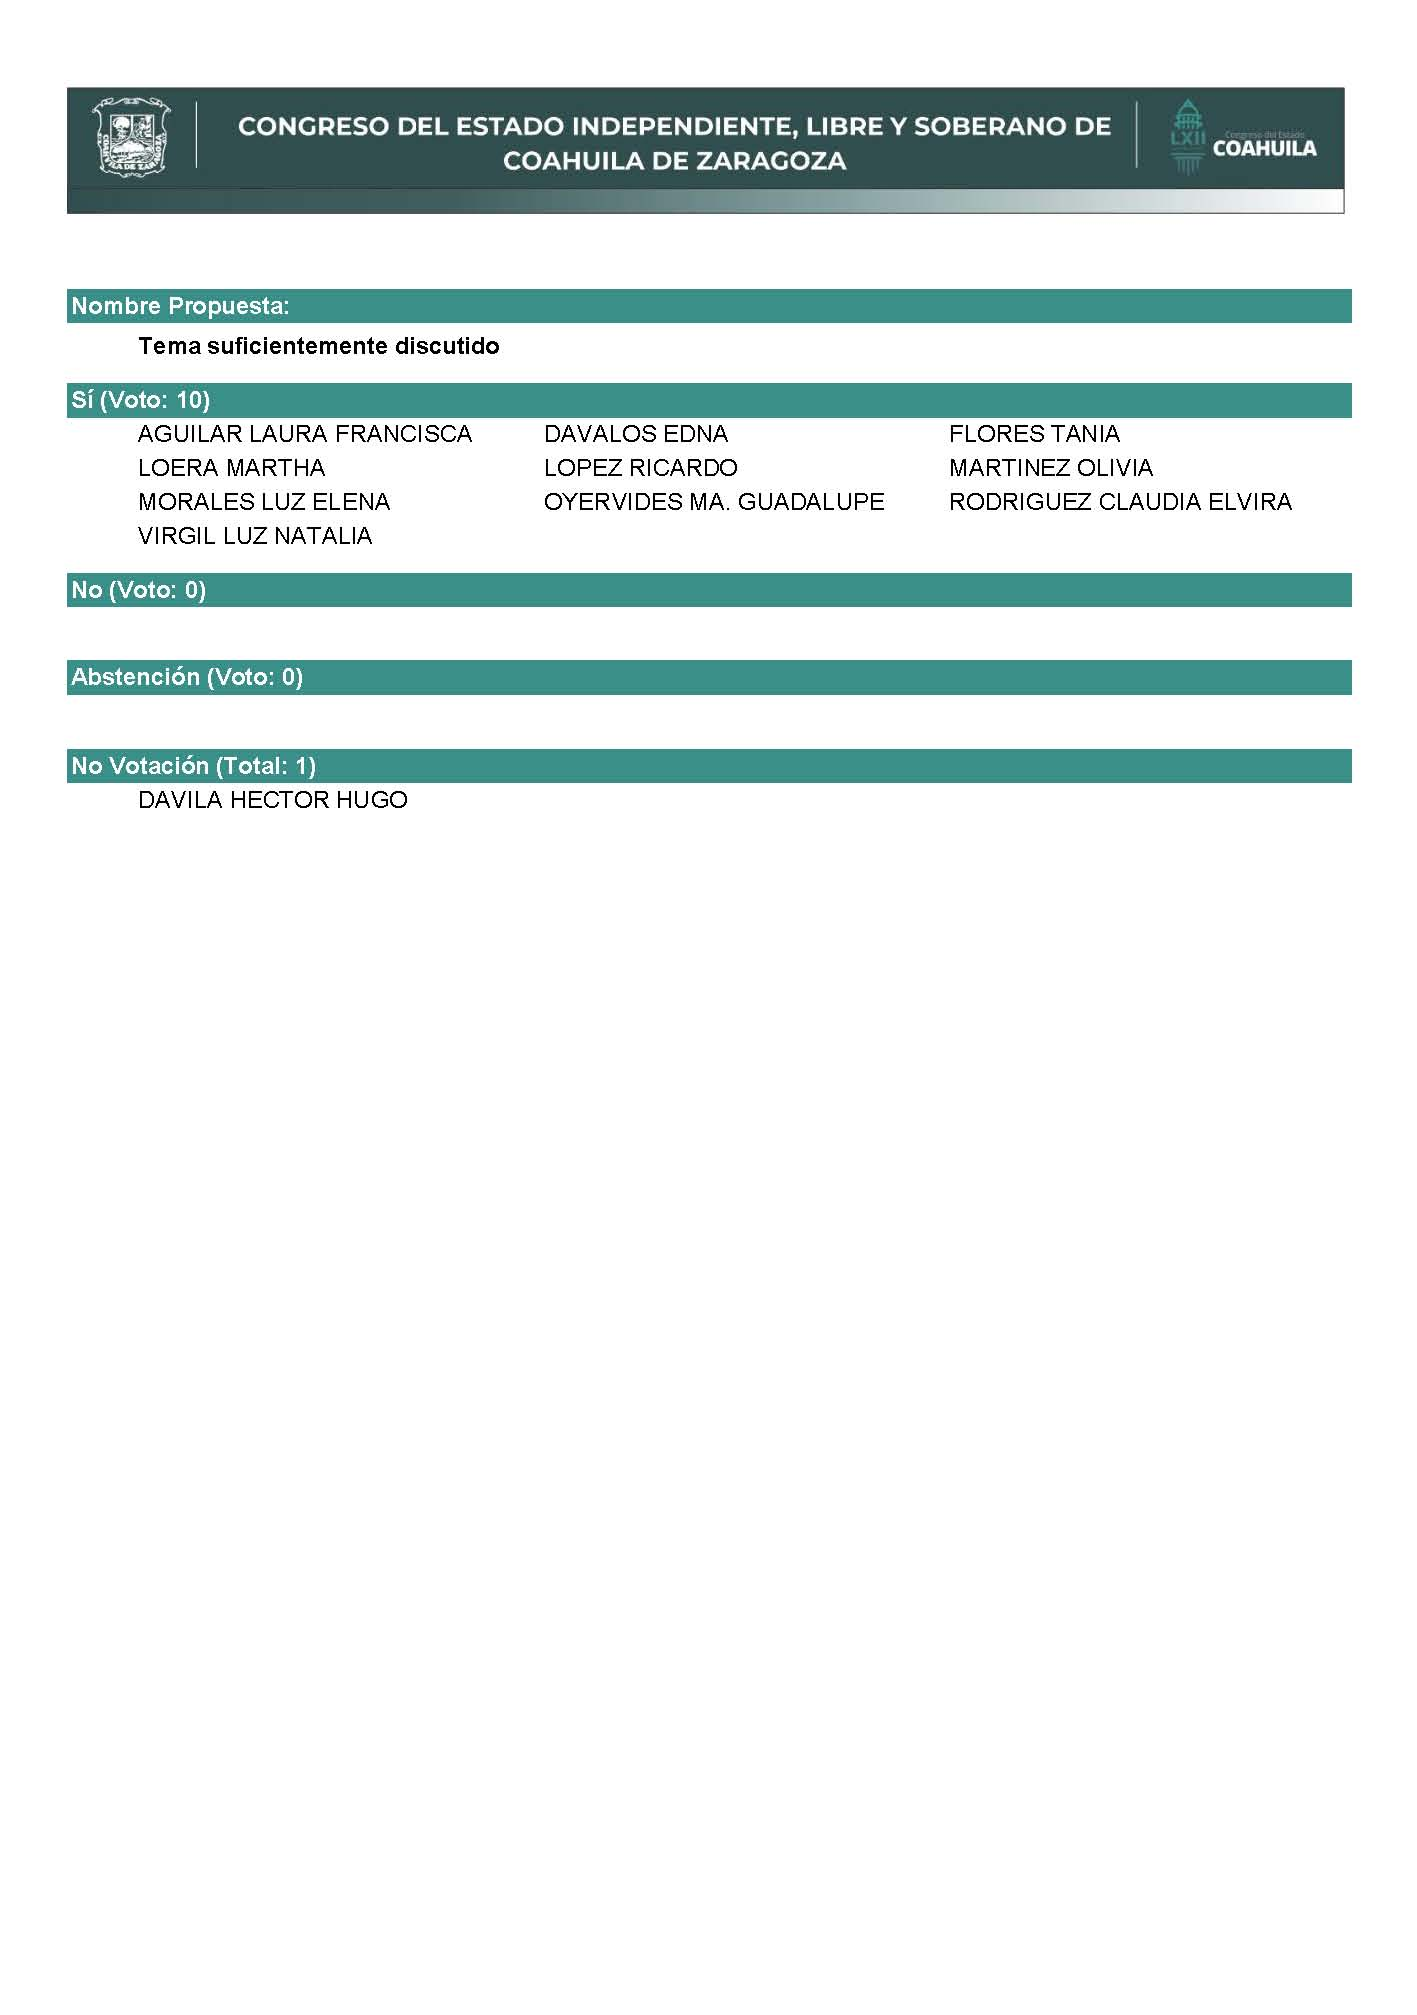 CONGRESO DEL ESTADO INDEPENDIENTE, LIBRE Y SOBERANO DE
COAHUILA DE ZARAGOZA
LXII
Congreso del Estado
COAHUILA
Nombre Propuesta:
Tema suficientemente discutido
Sí (Voto: 10)
AGUILAR LAURA FRANCISCA DAVALOS EDNA FLORES TANIA
LOERA MARTHA LOPEZ RICARDO MARTINEZ OLIVIA
MORALES LUZ ELENA OYERVIDES MA. GUADALUPE RODRIGUEZ CLAUDIA ELVIRA
VIRGIL LUZ NATALIA
No (Voto: 0)
Abstención (Voto: 0)
No Votación (Total: 1)
DAVILA HECTOR HUGO